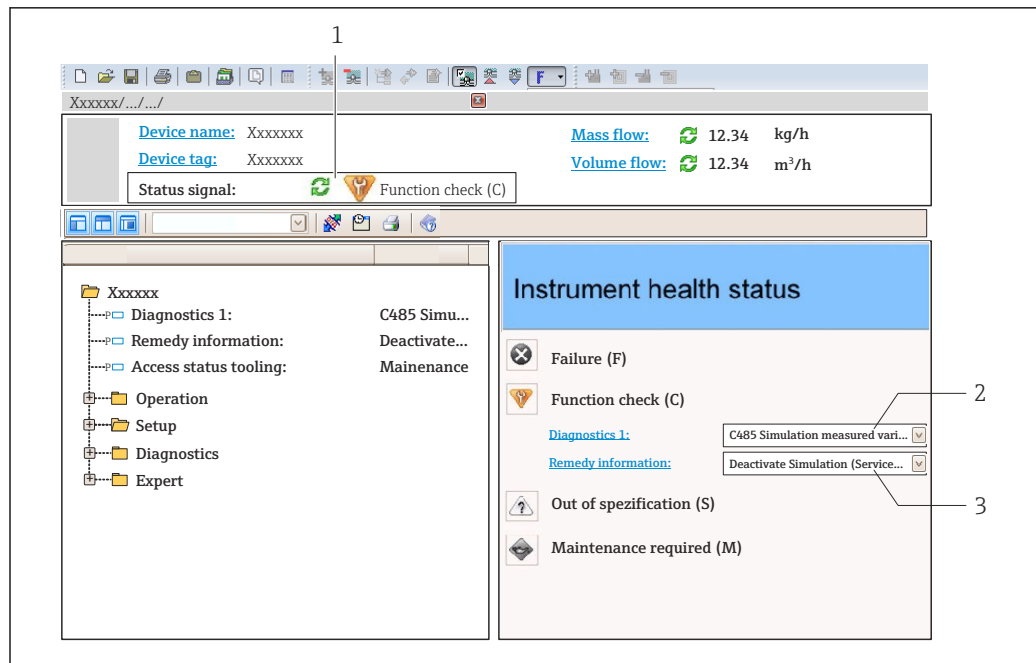 1
F
Xxxxxx/.../.../
Device name: Xxxxxxx
Mass flow: 12.34 kg/h
Device tag: Xxxxxxx
Volume flow: 12.34 m³/h
Status signal: Function check (C)
Xxxxxx
Diagnostics 1: C485 Simu...
Remedy information: Deactivate...
Access status tooling: Mainenance
Operation
Setup
Diagnostics
Expert
Instrument health status
Failure (F)
Function check (C)
Diagnostics 1: C485 Simulation measured vari...
2
Remedy information: Deactivate Simulation (Service...
3
Out of spezification (S)
Maintenance required (M)